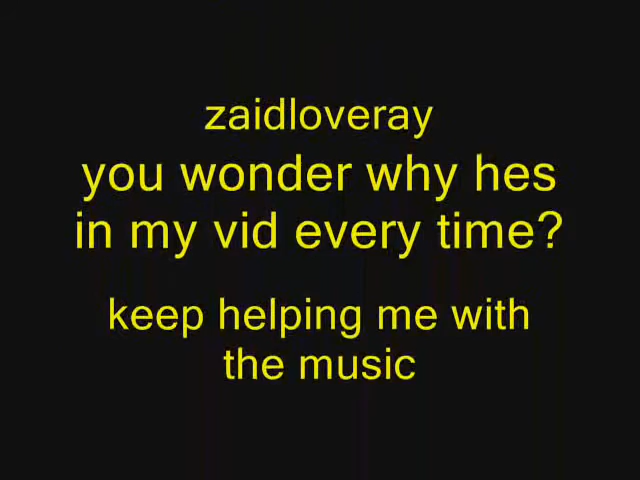 zaidloveray
you wonder why hes
in my vid every time?
keep helping me with
the music